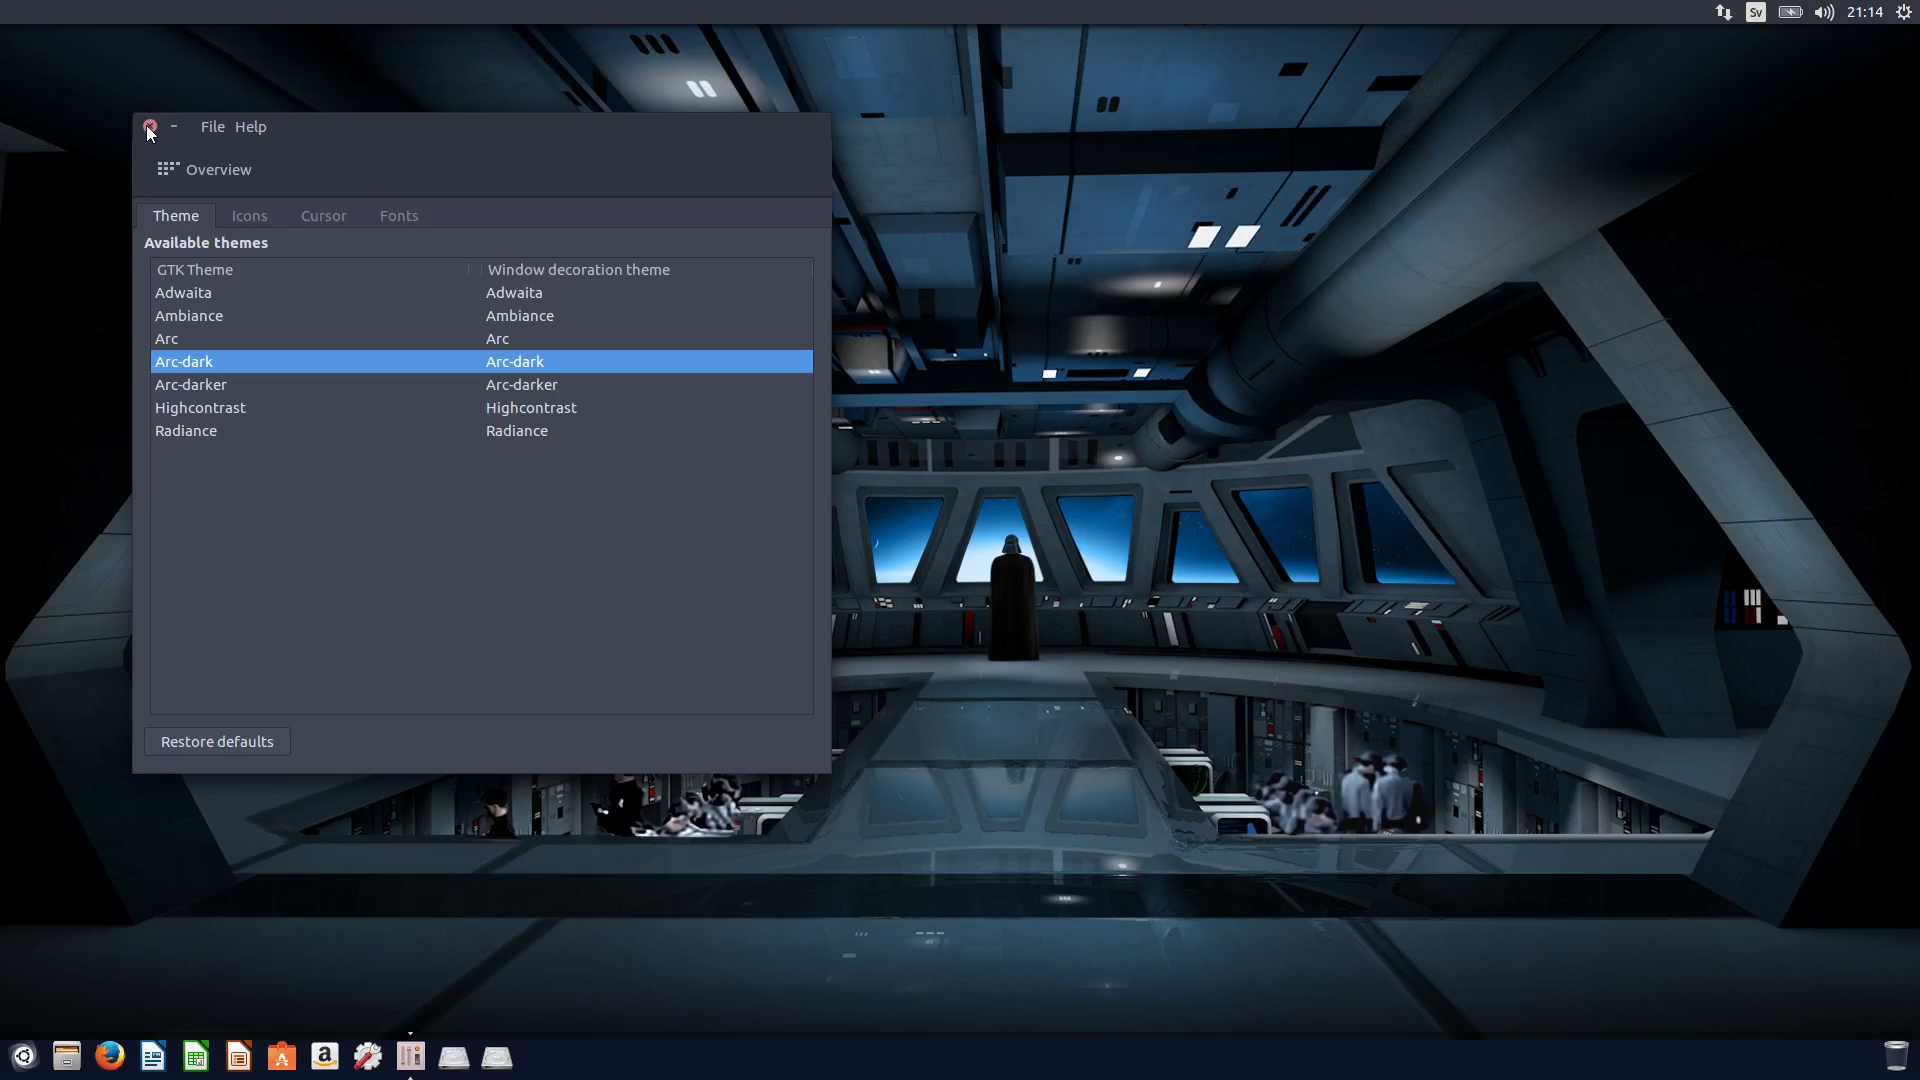 Sv 21:14
File Help
Overview
Theme Icons Cursor Fonts
Available themes
GTK Theme Window decoration theme
Adwaita Adwaita
Ambiance Ambiance
Arc Arc
Arc-dark Arc-dark
Arc-darker Arc-darker
Highcontrast Highcontrast
Radiance Radiance
Restore defaults